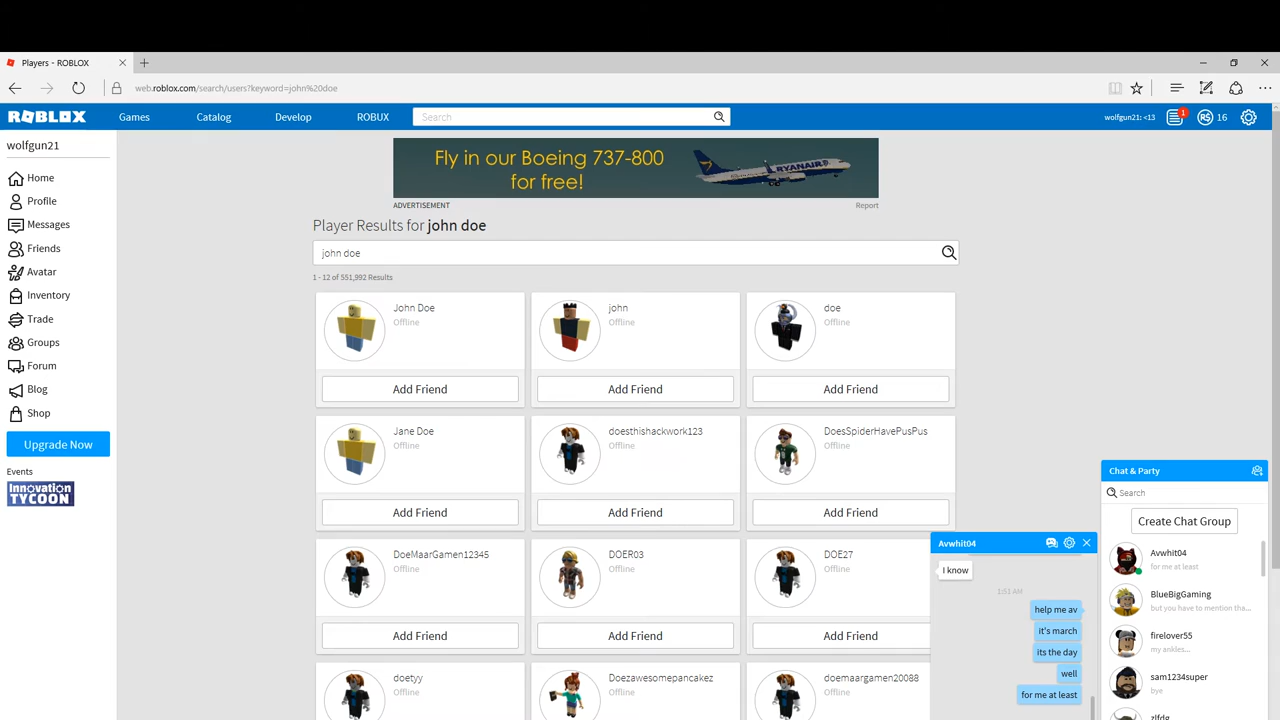 Players - ROBLOX
web.roblox.com/search/users?keyword=john%20doe
ROBLOX
Games
Catalog
Develop
ROBUX
Search
wolfgun21: <13
1
R$ 16
wolfgun21
Home
Profile
Messages
Friends
Avatar
Inventory
Trade
Groups
Forum
Blog
Shop
Upgrade Now
Events
Innovation
TYCOON
Fly in our Boeing 737-800
for free!
RYANAIR
ADVERTISEMENT
Report
Player Results for john doe
john doe
1 - 12 of 551,992 Results
John Doe
Offline
Add Friend
john
Offline
Add Friend
doe
Offline
Add Friend
Jane Doe
Offline
Add Friend
doesthishackwork123
Offline
Add Friend
DoesSpiderHavePusPus
Offline
Add Friend
DoeMaarGamen12345
Offline
Add Friend
DOER03
Offline
Add Friend
DOE27
Offline
Add Friend
doetyy
Offline
Doezawesomepancakez
Offline
doemaargamen20088
Offline
Avwhit04
I know
1:51 AM
help me av
it's march
its the day
well
for me at least
Chat & Party
Search
Create Chat Group
Avwhit04
for me at least
BlueBigGaming
but you have to mention tha...
firelover55
my ankles...
sam1234super
bye
zlfdg